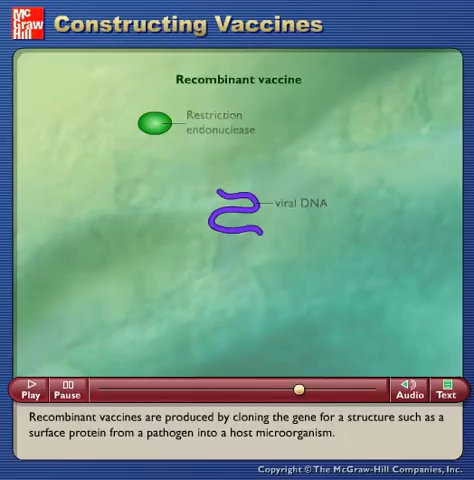 Mc
Graw
Hill
Constructing Vaccines
Recombinant vaccine
Restriction
endonuclease
viral DNA
Play
Pause
Audio
Text
Recombinant vaccines are produced by cloning the gene for a structure such as a
surface protein from a pathogen into a host microorganism.
Copyright © The McGraw-Hill Companies, Inc.